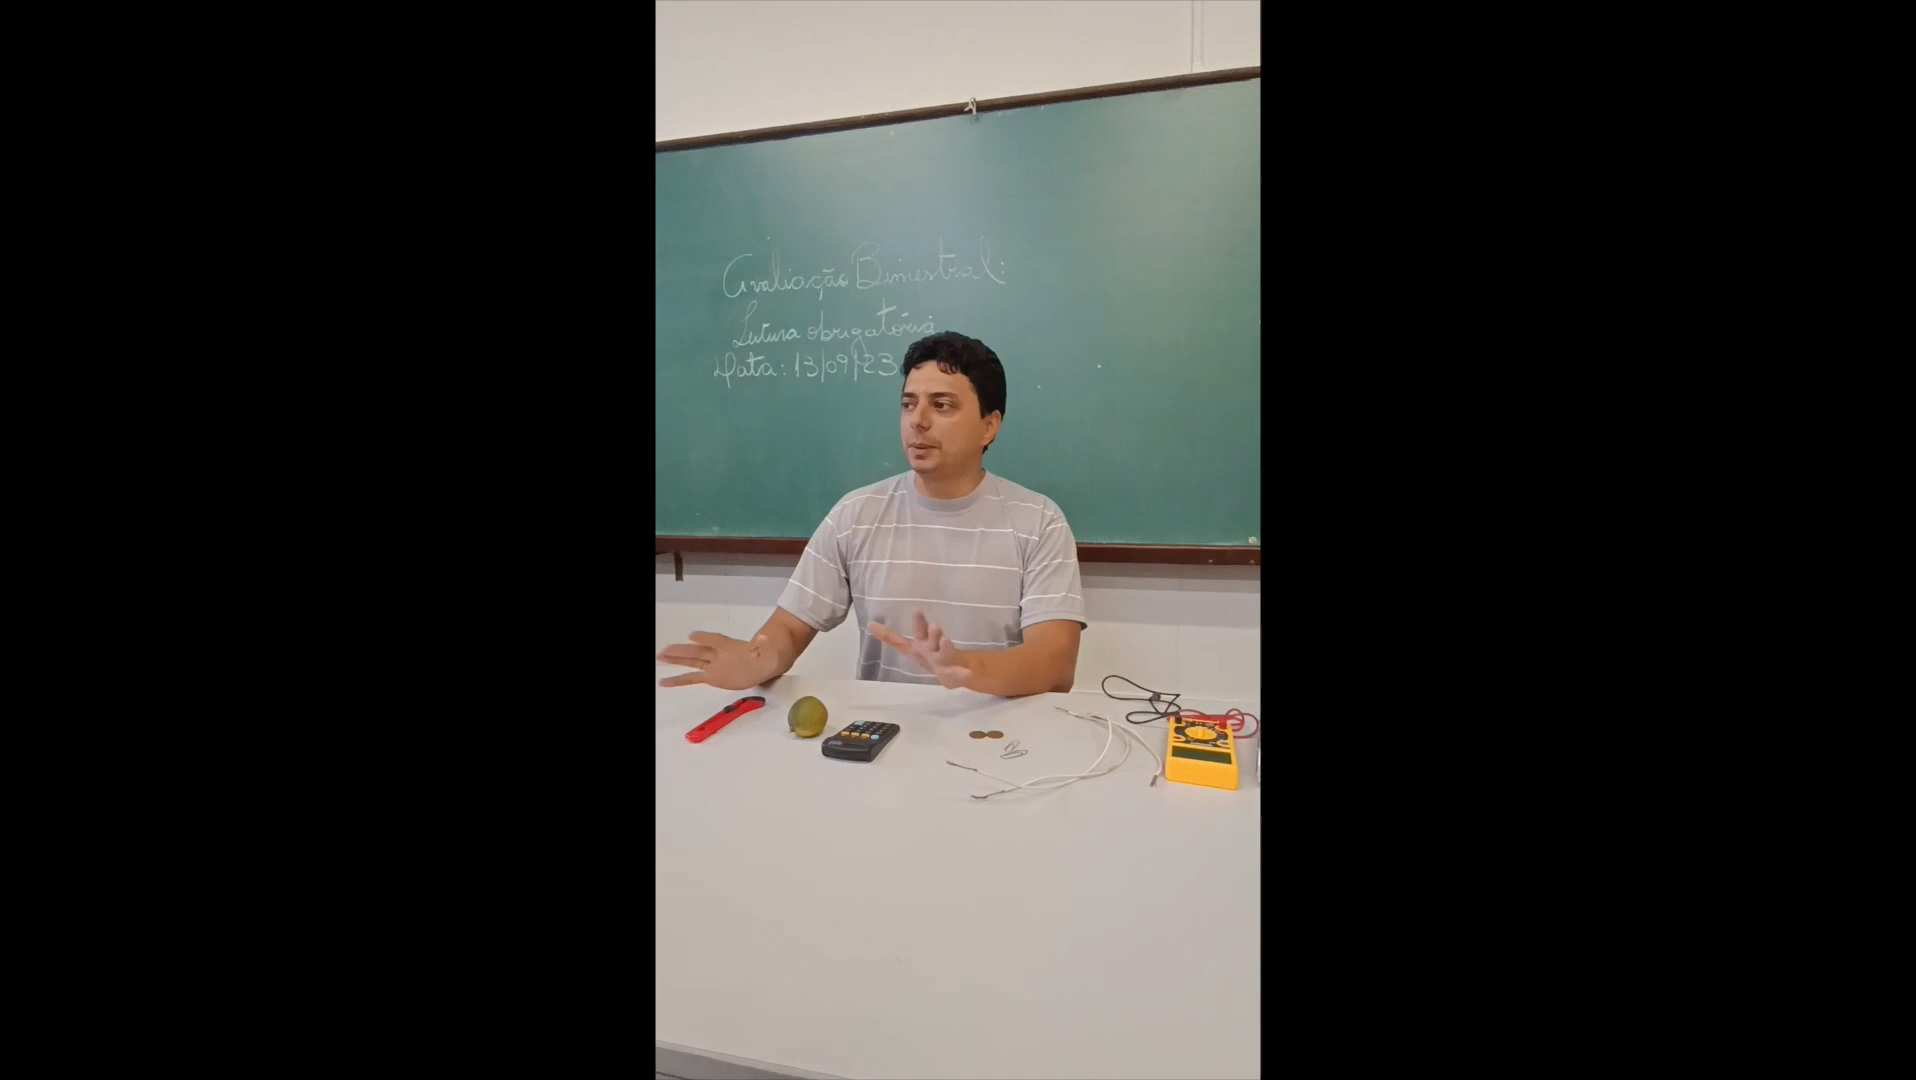 Avaliação Bimestral:
Leitura obrigatória
Data: 13/09/23